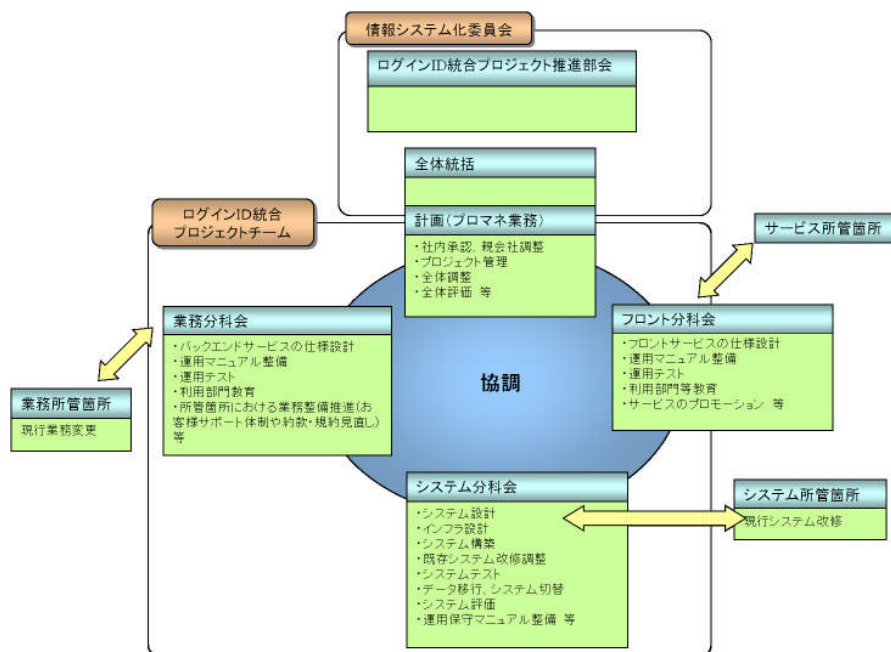 情報システム化委員会
ログインID統合プロジェクト推進部会
全体統括
ログインID統合
プロジェクトチーム
計画(プロマネ業務)
・社内承認、親会社調整
・プロジェクト管理
・全体調整
・全体評価 等
サービス所管箇所
業務分科会
・バックエンドサービスの仕様設計
・運用マニュアル整備
・運用テスト
・利用部門教育
・所管箇所における業務整備推進(お
客様サポート体制や約款・規約見直し)
等
フロント分科会
・フロントサービスの仕様設計
・運用マニュアル整備
・運用テスト
・利用部門等教育
・サービスのプロモーション 等
協調
業務所管箇所
現行業務変更
システム分科会
・システム設計
・インフラ設計
・システム構築
・既存システム改修調整
・システムテスト
・データ移行、システム切替
・システム評価
・運用保守マニュアル整備 等
システム所管箇所
現行システム改修